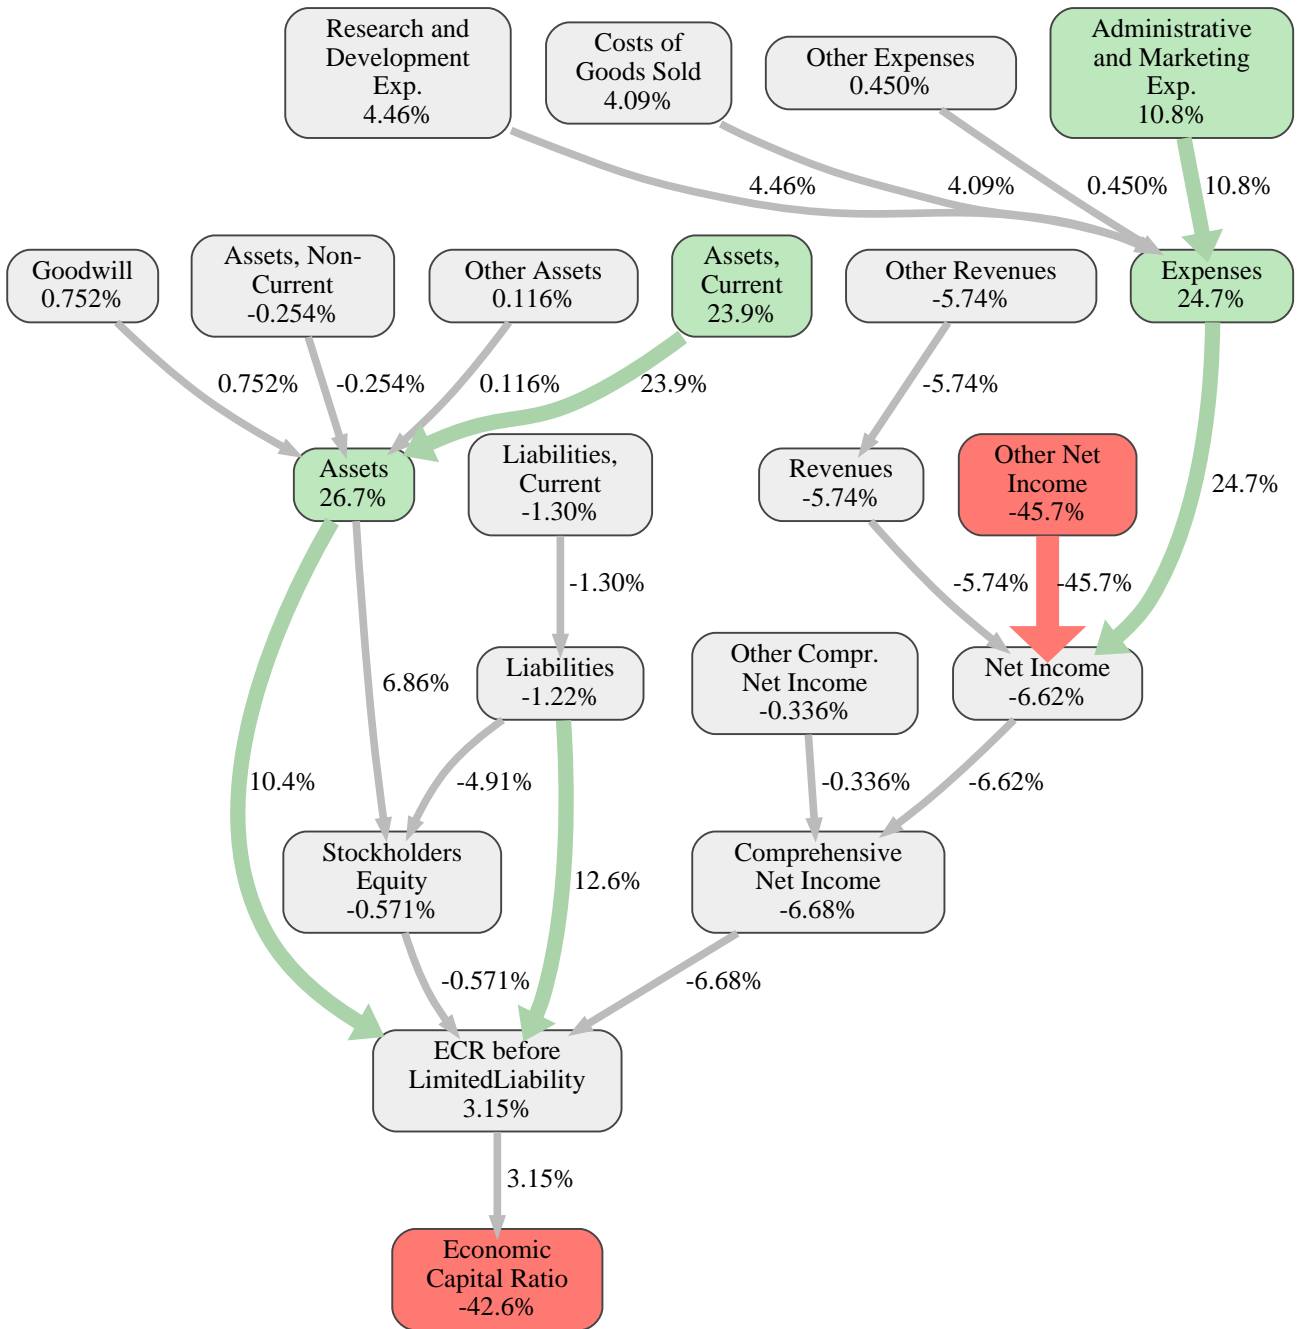 Research and
Development
Exp.
4.46%
Costs of
Goods Sold
4.09%
Other Expenses
0.450%
Administrative
and Marketing
Exp.
10.8%
4.46%
4.09%
0.450%
10.8%
Goodwill
0.752%
Assets, Non-
Current
-0.254%
Other Assets
0.116%
Assets,
Current
23.9%
Other Revenues
-5.74%
Expenses
24.7%
0.752%
-0.254%
0.116%
23.9%
-5.74%
Assets
26.7%
Liabilities,
Current
-1.30%
Revenues
-5.74%
Other Net
Income
-45.7%
24.7%
-1.30%
-5.74%
-45.7%
6.86%
Liabilities
-1.22%
Other Compr.
Net Income
-0.336%
Net Income
-6.62%
10.4%
-4.91%
-0.336%
-6.62%
Stockholders
Equity
-0.571%
12.6%
Comprehensive
Net Income
-6.68%
-0.571%
-6.68%
ECR before
LimitedLiability
3.15%
3.15%
Economic
Capital Ratio
-42.6%